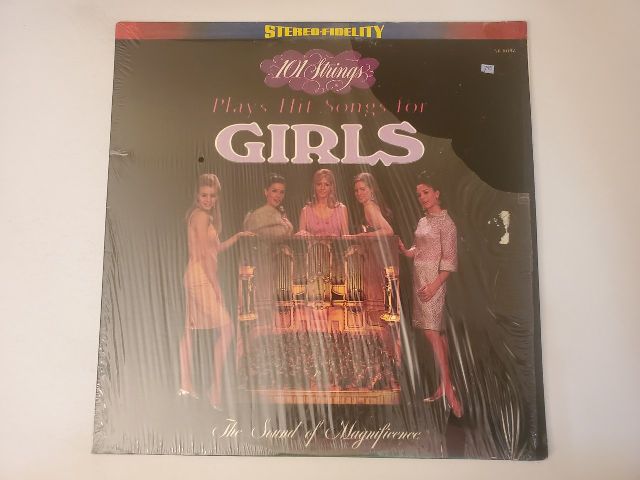 STEREO-FIDELITY
101 Strings
Plays Hit Songs for
GIRLS
The Sound of Magnificence